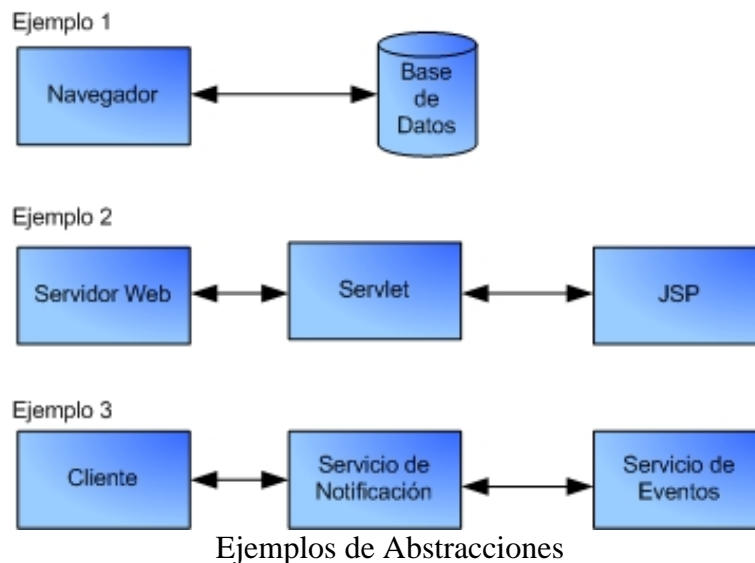 Ejemplo 1
Navegador
Base
de
Datos
Ejemplo 2
Servidor Web
Servlet
JSP
Ejemplo 3
Cliente
Servicio de
Notificación
Servicio de
Eventos
Ejemplos de Abstracciones